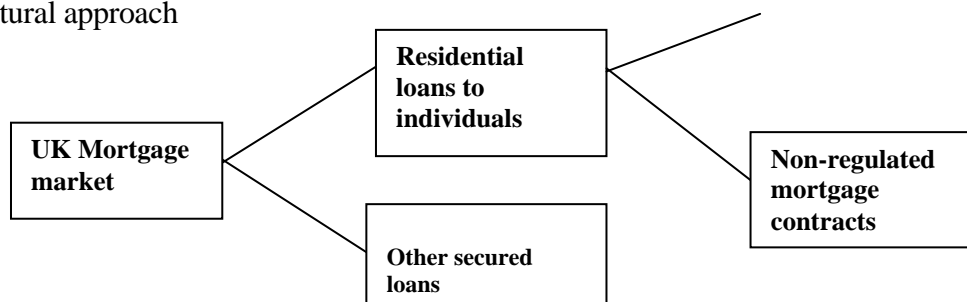 tural approach
Residential
loans to
individuals
UK Mortgage
market
Non-regulated
mortgage
contracts
Other secured
loans